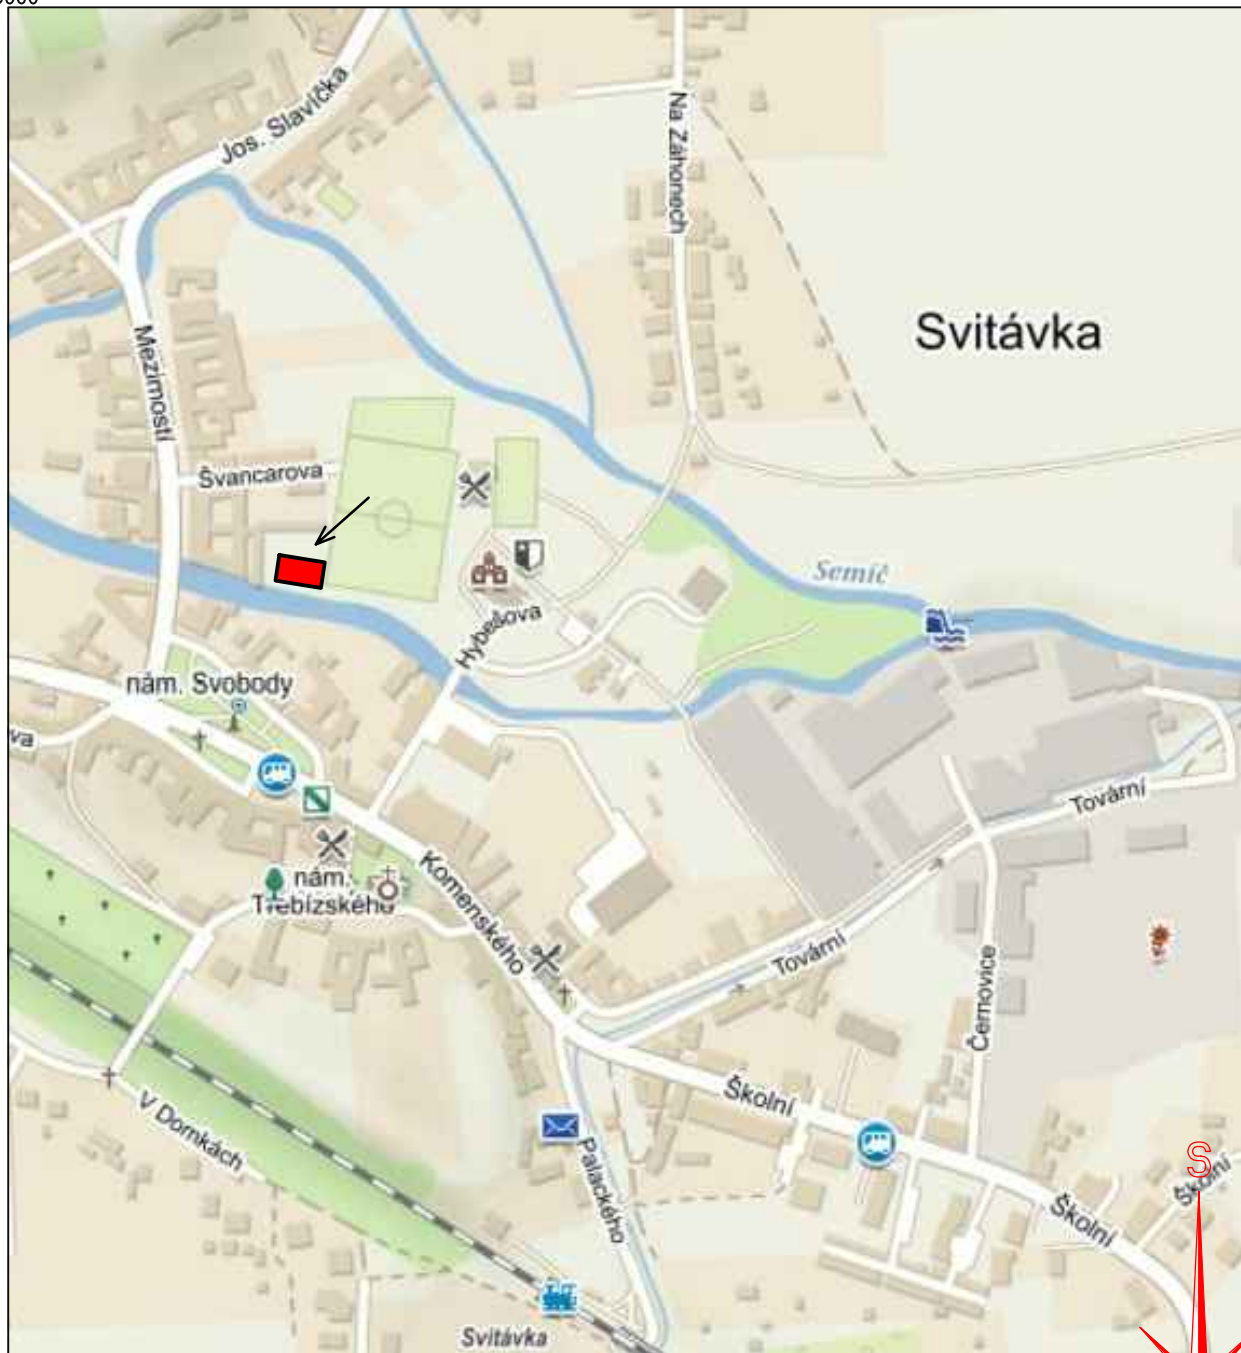 Jos. Slavíčka
Na Záhonech
Svitávka
Mezimostí
Švancarova
Semíč
Hybešova
nám. Svobody
va
Tovární
Komenského
nám.
Třebízského
Tovární
Černovice
Školní
V Domkách
Palackého
S
Školní
Školní
Svitávka